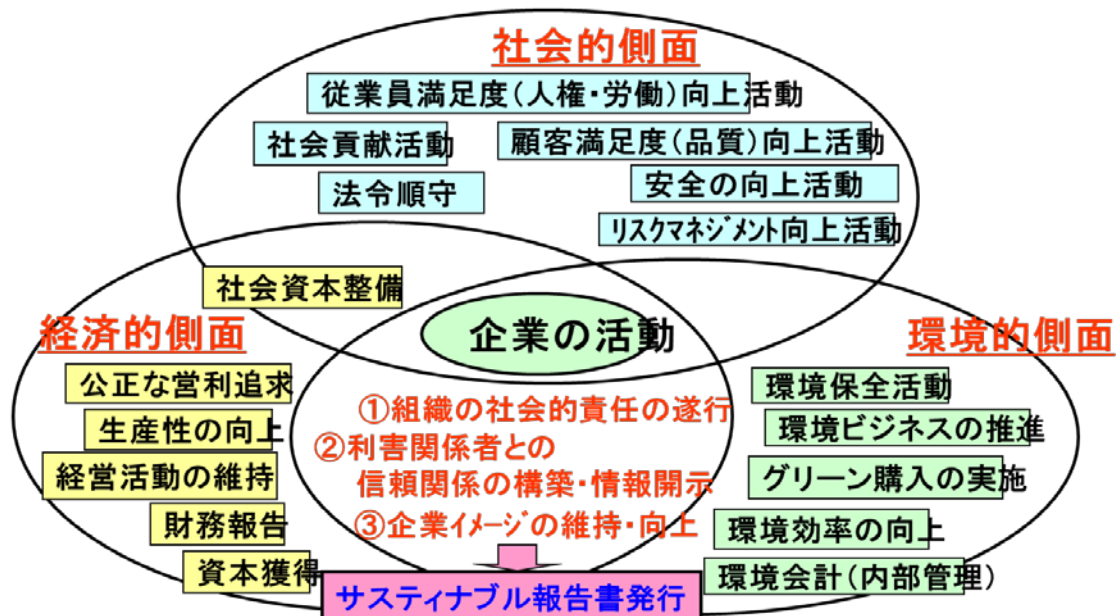 社会的側面
従業員満足度(人権・労働)向上活動
社会貢献活動
顧客満足度(品質)向上活動
法令順守
安全の向上活動
リスクマネジメント向上活動
社会資本整備
企業の活動
経済的側面
公正な営利追求
生産性の向上
経営活動の維持
財務報告
資本獲得
環境的側面
環境保全活動
環境ビジネスの推進
グリーン購入の実施
環境効率の向上
環境会計(内部管理)
①組織の社会的責任の遂行
②利害関係者との
信頼関係の構築・情報開示
③企業イメージの維持・向上
サスティナブル報告書発行